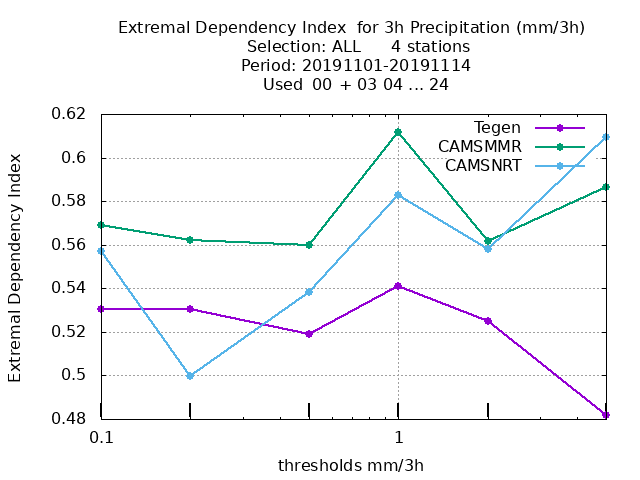 Extremal Dependency Index  for 3h Precipitation (mm/3h)
Selection: ALL      4 stations
Period: 20191101-20191114
Used  00  + 03 04 ... 24
Extremal Dependency Index
0.62
0.6
0.58
0.56
0.54
0.52
0.5
0.48
Tegen
CAMSMMR
CAMSNRT
0.1
1
thresholds mm/3h